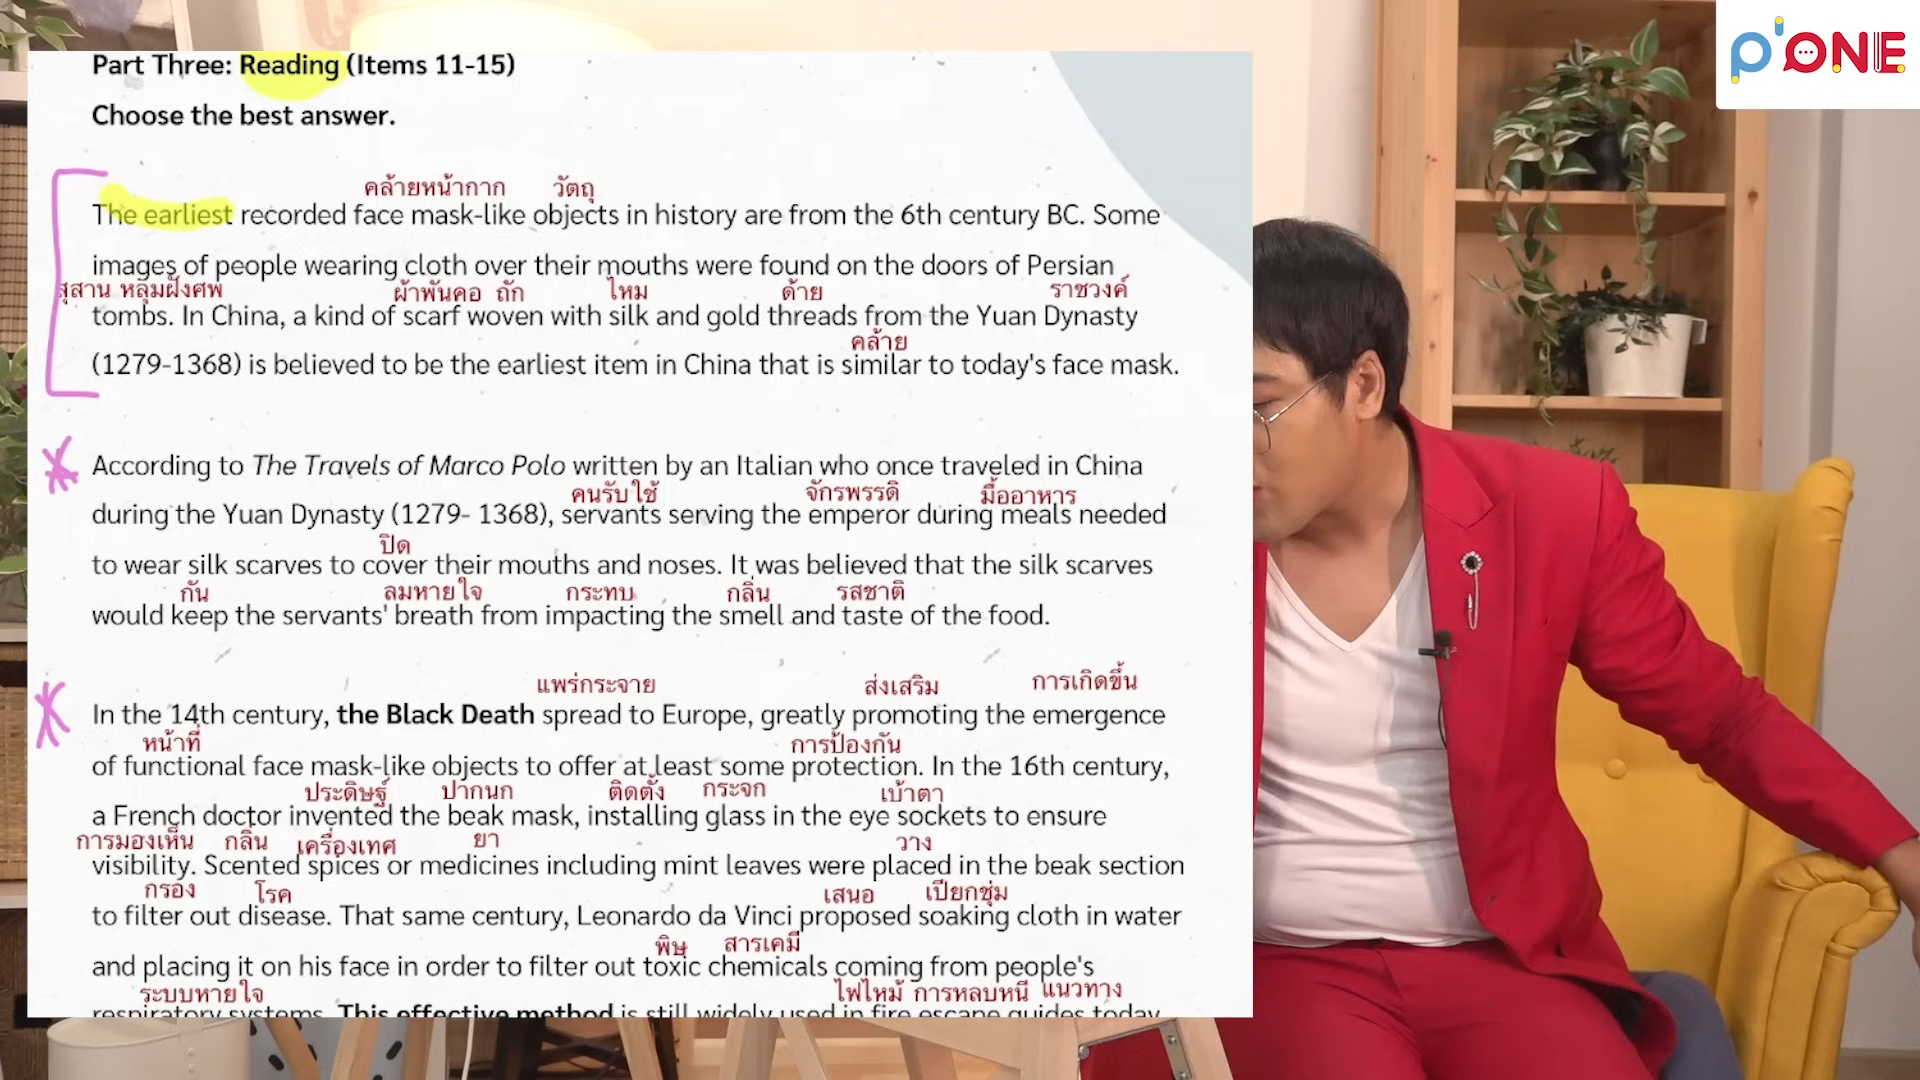 P'ONE
Part Three: Reading (Items 11-15)
Choose the best answer.
คล้ายหน้ากาก วัตถุ
The earliest recorded face mask-like objects in history are from the 6th century BC. Some
images of people wearing cloth over their mouths were found on the doors of Persian
สุสาน หลุมฝังศพ ผ้าพันคอ ถัก ไหม ด้าย ราชวงค์
tombs. In China, a kind of scarf woven with silk and gold threads from the Yuan Dynasty
คล้าย
(1279-1368) is believed to be the earliest item in China that is similar to today's face mask.
According to The Travels of Marco Polo written by an Italian who once traveled in China
คนรับใช้ จักรพรรดิ มื้ออาหาร
during the Yuan Dynasty (1279- 1368), servants serving the emperor during meals needed
ปิด
to wear silk scarves to cover their mouths and noses. It was believed that the silk scarves
กัน ลมหายใจ กระทบ กลิ่น รสชาติ
would keep the servants' breath from impacting the smell and taste of the food.
แพร่กระจาย ส่งเสริม การเกิดขึ้น
In the 14th century, the Black Death spread to Europe, greatly promoting the emergence
หน้าที่ การป้องกัน
of functional face mask-like objects to offer at least some protection. In the 16th century,
ประดิษฐ์ ปากนก ติดตั้ง กระจก เบ้าตา
a French doctor invented the beak mask, installing glass in the eye sockets to ensure
การมองเห็น กลิ่น เครื่องเทศ ยา วาง
visibility. Scented spices or medicines including mint leaves were placed in the beak section
กรอง โรค เสนอ เปียกชุ่ม
to filter out disease. That same century, Leonardo da Vinci proposed soaking cloth in water
พิษ สารเคมี
and placing it on his face in order to filter out toxic chemicals coming from people's
ระบบหายใจ ไฟไหม้ การหลบหนี แนวทาง
respiratory systems. This effective method is still widely used in fire escape guides today.